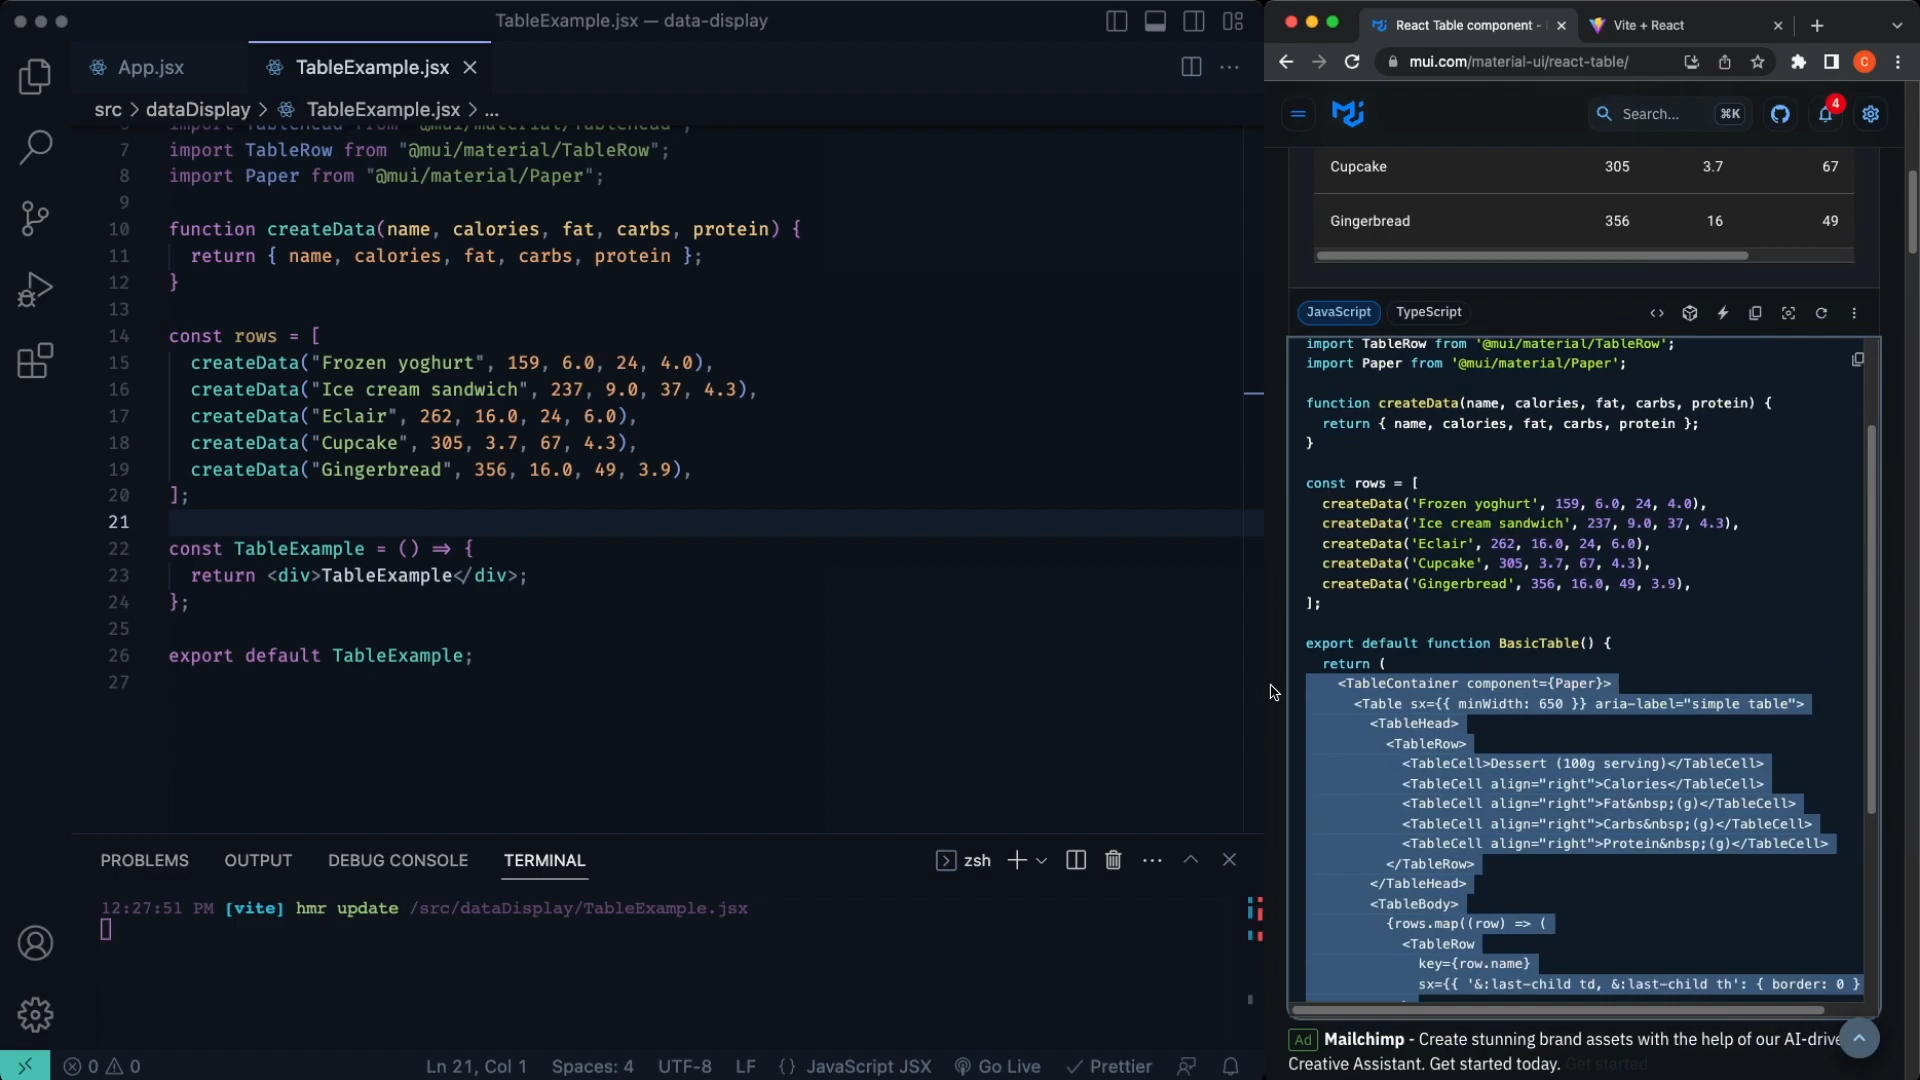 TableExample.jsx — data-display
App.jsx
TableExample.jsx
src > dataDisplay > TableExample.jsx > ...
6 import TableHead from "@mui/material/TableHead";
7 import TableRow from "@mui/material/TableRow";
8 import Paper from "@mui/material/Paper";
9
10 function createData(name, calories, fat, carbs, protein) {
11 return { name, calories, fat, carbs, protein };
12 }
13
14 const rows = [
15 createData("Frozen yoghurt", 159, 6.0, 24, 4.0),
16 createData("Ice cream sandwich", 237, 9.0, 37, 4.3),
17 createData("Eclair", 262, 16.0, 24, 6.0),
18 createData("Cupcake", 305, 3.7, 67, 4.3),
19 createData("Gingerbread", 356, 16.0, 49, 3.9),
20 ];
21
22 const TableExample = () => {
23 return <div>TableExample</div>;
24 };
25
26 export default TableExample;
27
PROBLEMS OUTPUT DEBUG CONSOLE TERMINAL
zsh
12:27:51 PM [vite] hmr update /src/dataDisplay/TableExample.jsx
0 0 Ln 21, Col 1 Spaces: 4 UTF-8 LF {} JavaScript JSX Go Live Prettier
React Table component -
Vite + React
mui.com/material-ui/react-table/
C
Search... ⌘K
4
Cupcake 305 3.7 67
Gingerbread 356 16 49
JavaScript TypeScript
import TableRow from '@mui/material/TableRow';
import Paper from '@mui/material/Paper';
function createData(name, calories, fat, carbs, protein) {
return { name, calories, fat, carbs, protein };
}
const rows = [
createData('Frozen yoghurt', 159, 6.0, 24, 4.0),
createData('Ice cream sandwich', 237, 9.0, 37, 4.3),
createData('Eclair', 262, 16.0, 24, 6.0),
createData('Cupcake', 305, 3.7, 67, 4.3),
createData('Gingerbread', 356, 16.0, 49, 3.9),
];
export default function BasicTable() {
return (
<TableContainer component={Paper}>
<Table sx={{ minWidth: 650 }} aria-label="simple table">
<TableHead>
<TableRow>
<TableCell>Dessert (100g serving)</TableCell>
<TableCell align="right">Calories</TableCell>
<TableCell align="right">Fat&nbsp;(g)</TableCell>
<TableCell align="right">Carbs&nbsp;(g)</TableCell>
<TableCell align="right">Protein&nbsp;(g)</TableCell>
</TableRow>
</TableHead>
<TableBody>
{rows.map((row) => (
<TableRow
key={row.name}
sx={{ '&:last-child td, &:last-child th': { border: 0 }
Ad Mailchimp - Create stunning brand assets with the help of our AI-drive
Creative Assistant. Get started today. Get started